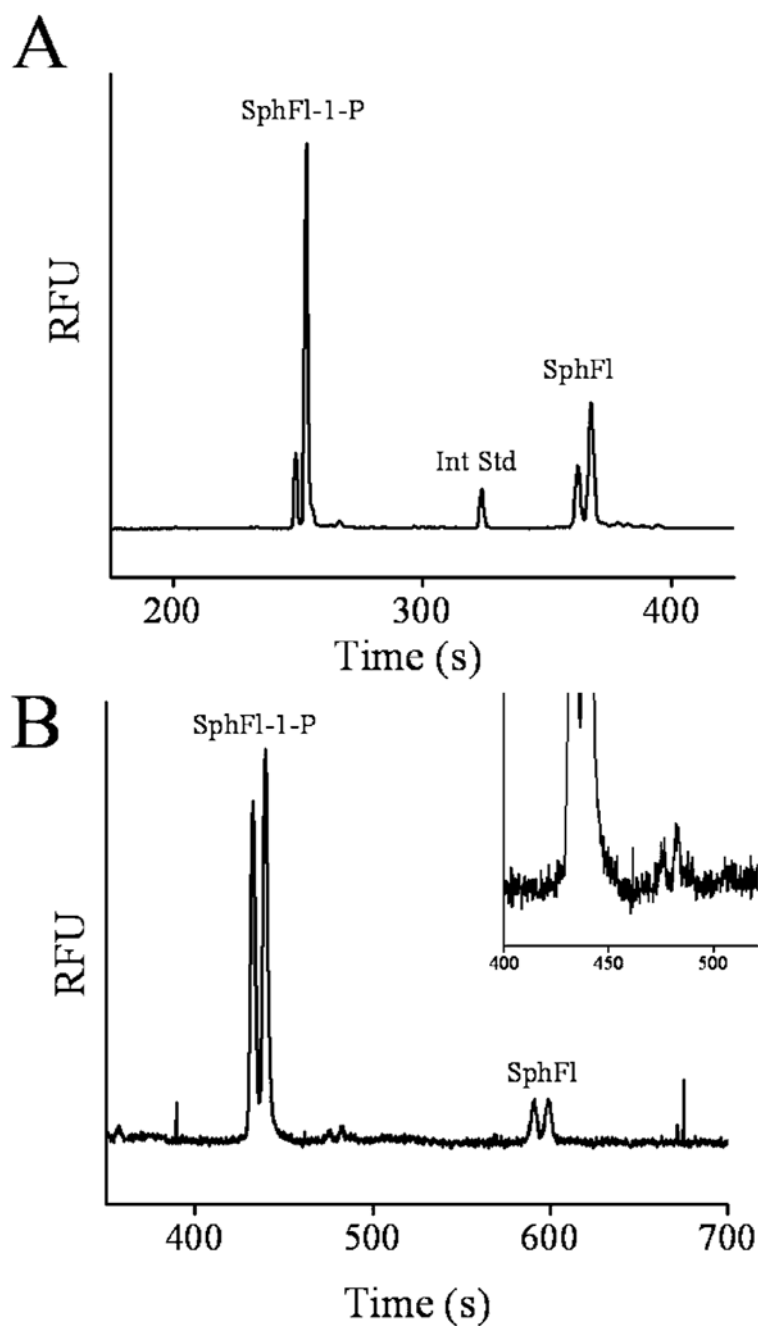 A
SphFl-1-P
SphFl
Int Std
RFU
200 300 400
Time (s)
B
SphFl-1-P
400 450 500
SphFl
RFU
400 500 600 700
Time (s)